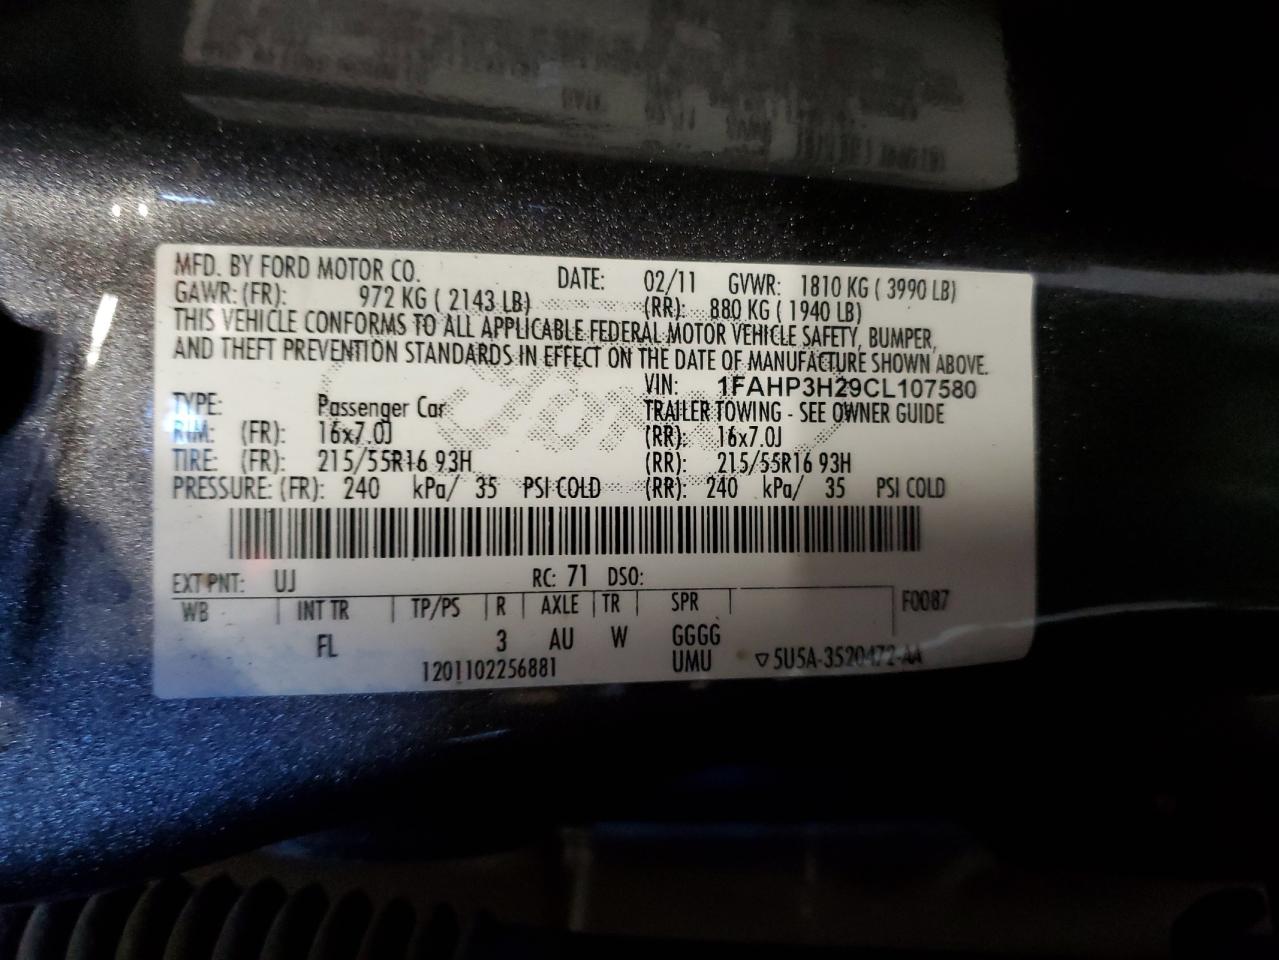 MFD. BY FORD MOTOR CO. DATE: 02/11 GVWR: 1810 KG ( 3990 LB)
GAWR: (FR): 972 KG ( 2143 LB) (RR): 880 KG ( 1940 LB)
THIS VEHICLE CONFORMS TO ALL APPLICABLE FEDERAL MOTOR VEHICLE SAFETY, BUMPER,
AND THEFT PREVENTION STANDARDS IN EFFECT ON THE DATE OF MANUFACTURE SHOWN ABOVE.
VIN: 1FAHP3H29CL107580
TYPE: Passenger Car TRAILER TOWING - SEE OWNER GUIDE
RIM: (FR): 16x7.0J (RR): 16x7.0J
TIRE: (FR): 215/55R16 93H (RR): 215/55R16 93H
PRESSURE: (FR): 240 kPa/ 35 PSI COLD (RR): 240 kPa/ 35 PSI COLD
EXT PNT: UJ RC: 71 DSO:
WB INT TR TP/PS R AXLE TR SPR F0087
FL 3 AU W GGGG
1201102256881 UMU ▽5U5A-3520472-AA